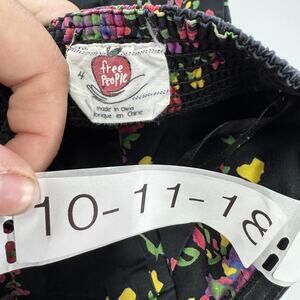 free
People
4
made in China
Fabriqué en Chine
10-11-18